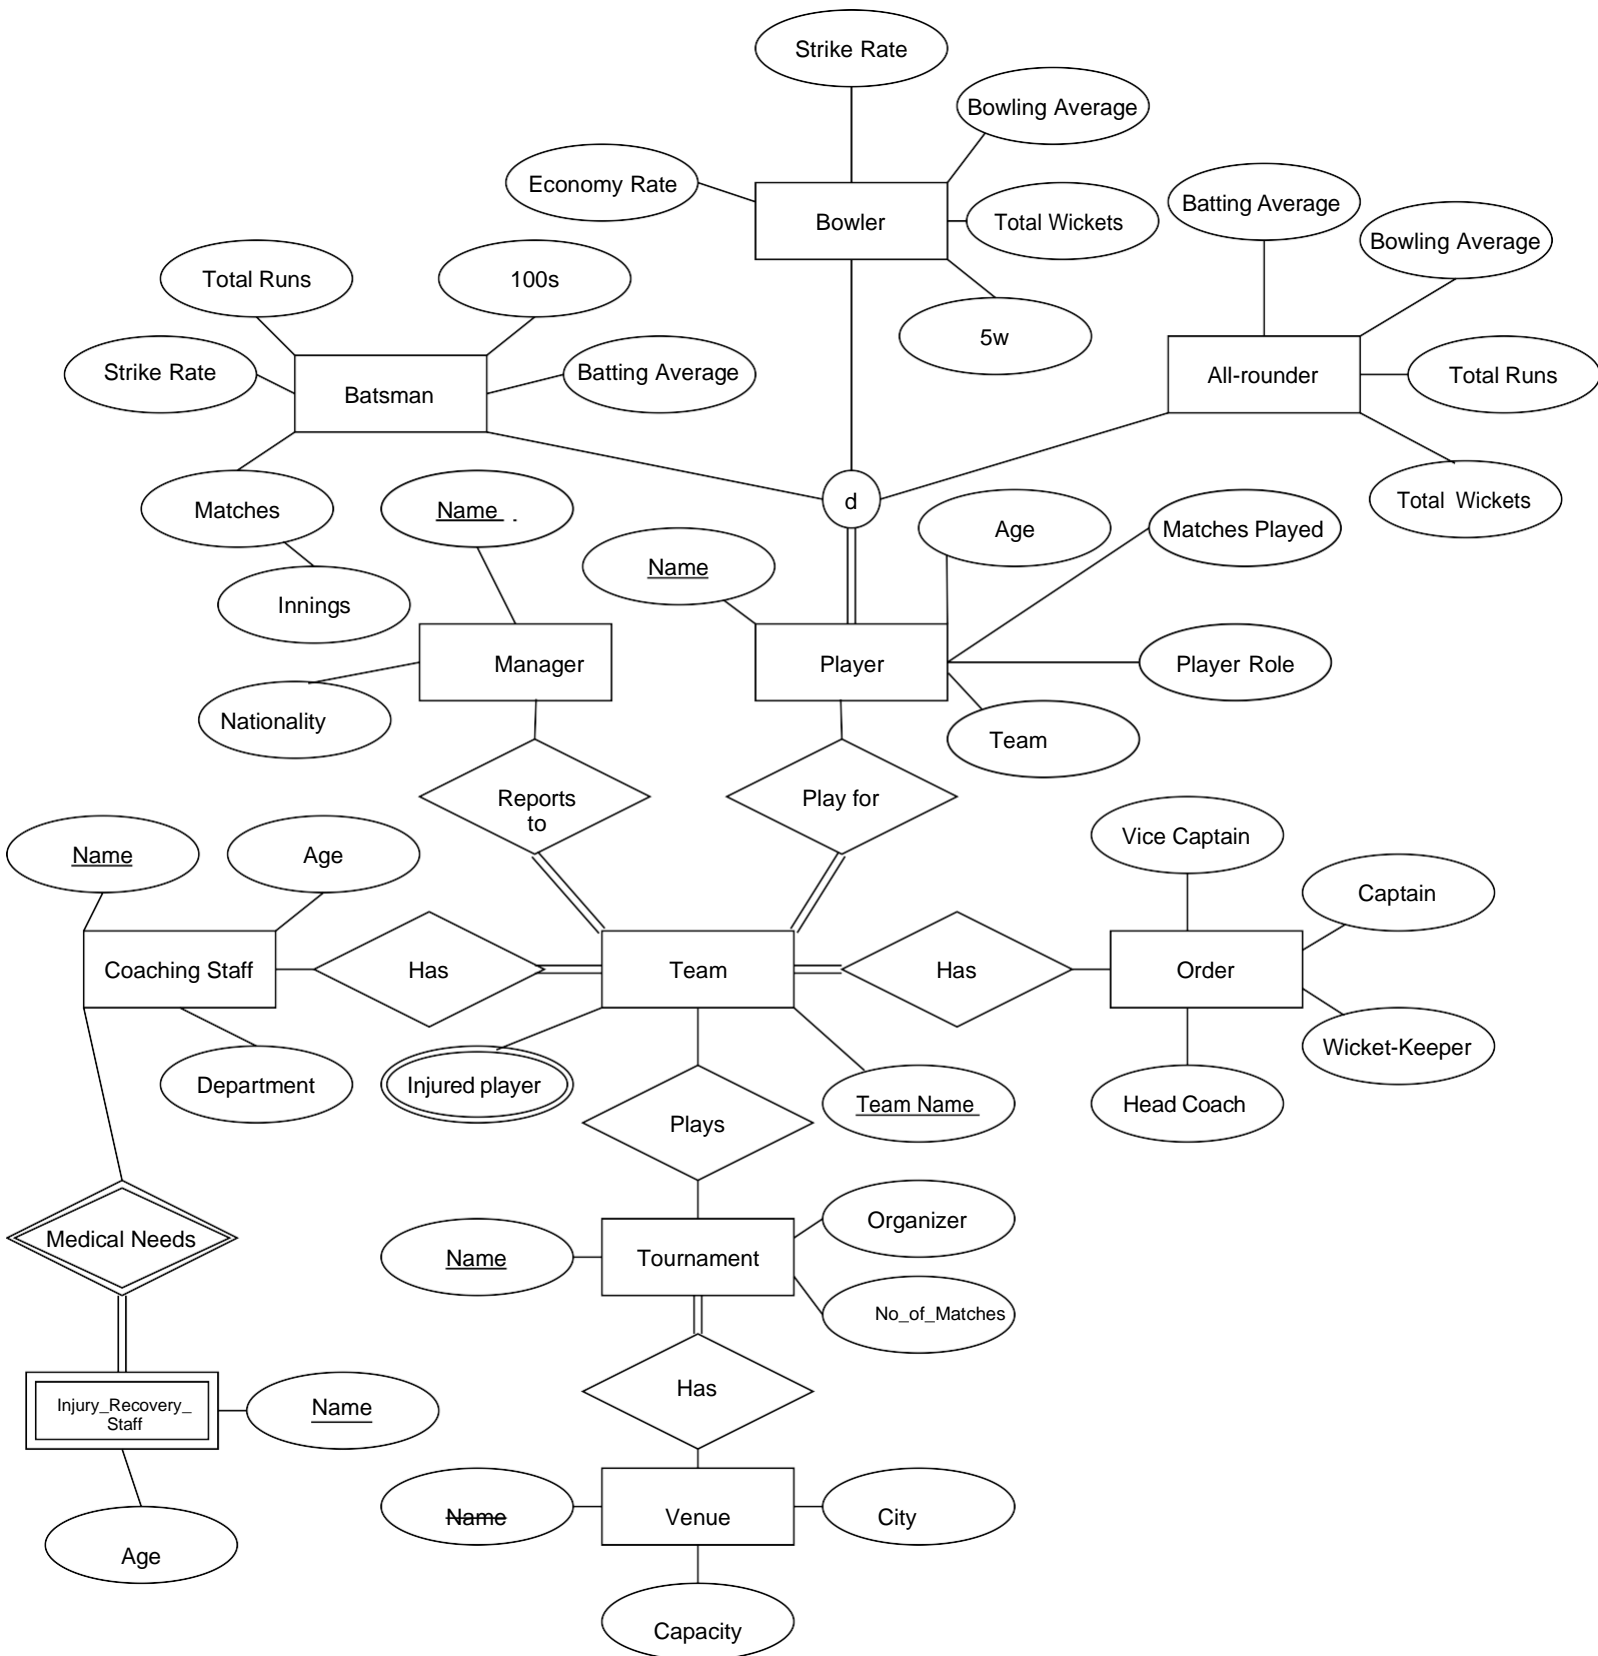 Strike Rate
Bowling Average
Economy Rate
Bowler
Total Wickets
Batting Average
Bowling Average
Total Runs
100s
5w
Strike Rate
Batsman
Batting Average
All-rounder
Total Runs
Matches
Name
d
Age
Matches Played
Total Wickets
Name
Innings
Manager
Player
Player Role
Nationality
Team
Reports
to
Play for
Vice Captain
Name
Age
Captain
Coaching Staff
Has
Team
Has
Order
Wicket-Keeper
Department
Injured player
Team Name
Head Coach
Plays
Organizer
Medical Needs
Name
Tournament
No_of_Matches
Has
Injury_Recovery_
Staff
Name
Name
Venue
City
Age
Capacity